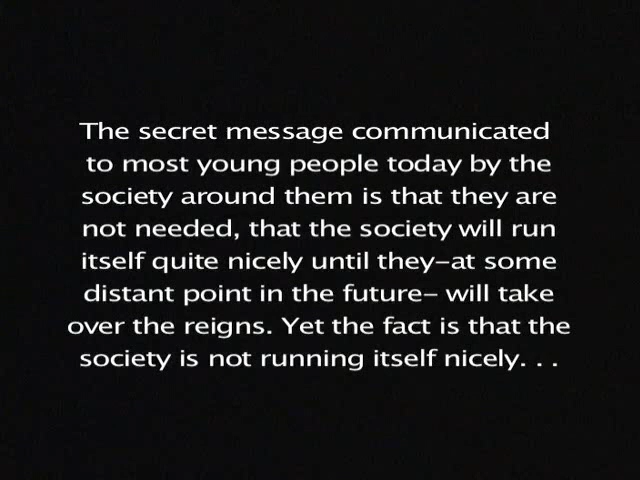 The secret message communicated
to most young people today by the
society around them is that they are
not needed, that the society will run
itself quite nicely until they–at some
distant point in the future– will take
over the reigns. Yet the fact is that the
society is not running itself nicely. . .